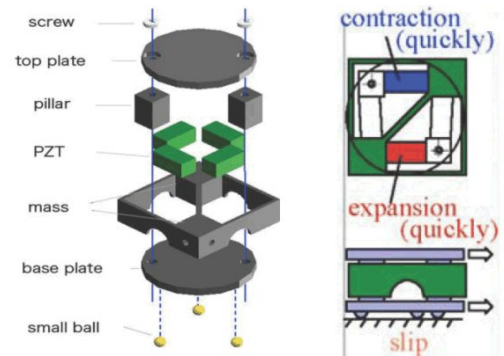 screw
top plate
pillar
PZT
mass
base plate
small ball
contraction
(quickly)
expansion
(quickly)
slip